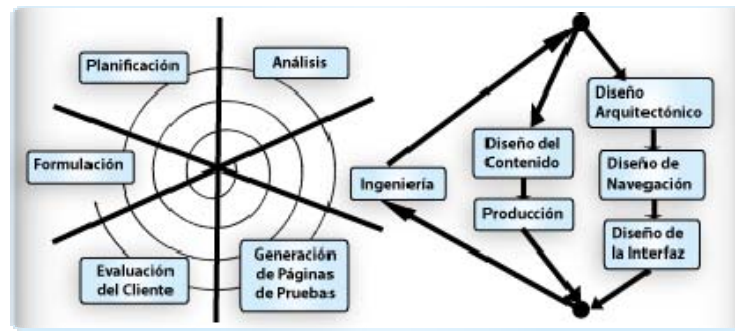 Planificación
Análisis
Formulación
Ingeniería
Evaluación
del Cliente
Generación
de Páginas
de Pruebas
Diseño del
Contenido
Producción
Diseño
Arquitectónico
Diseño de
Navegación
Diseño de
la Interfaz